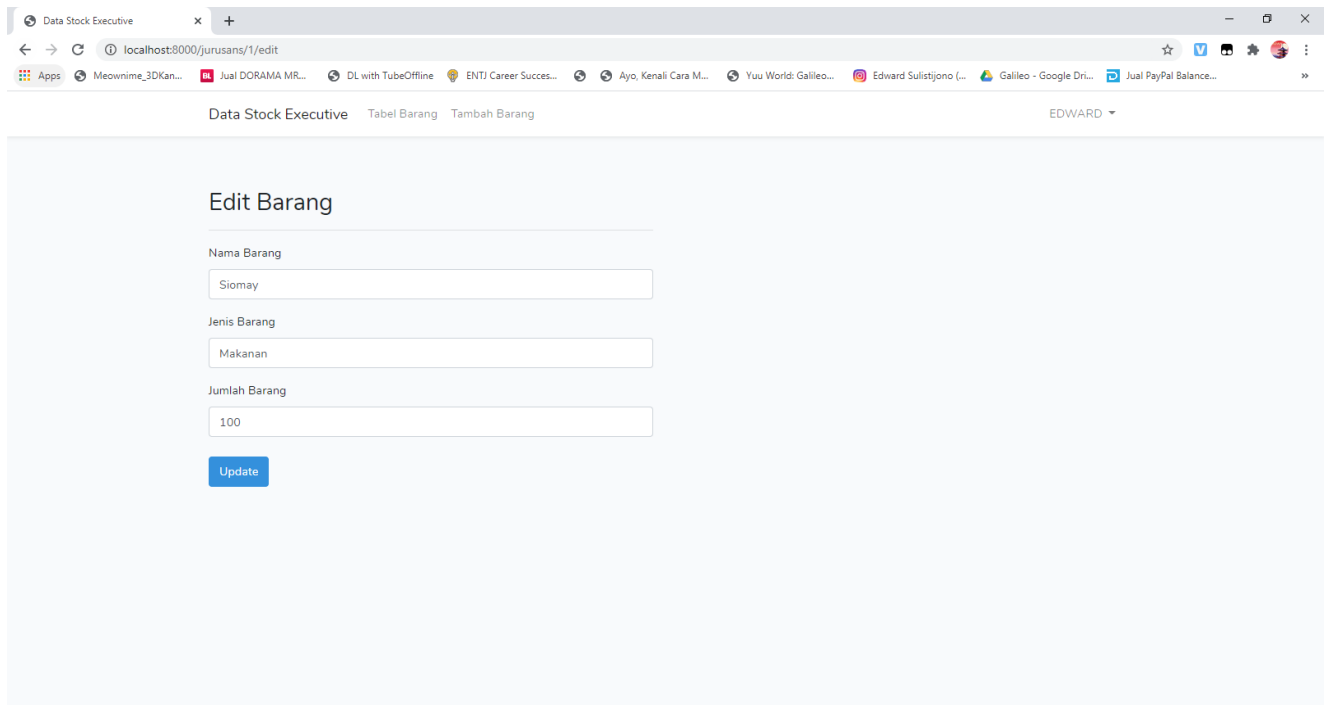 Data Stock Executive
localhost:8000/jurusans/1/edit
Apps Meownime_3DKan... BL Jual DORAMA MR... DL with TubeOffline ENTJ Career Succes... Ayo, Kenali Cara M... Yuu World: Galileo... Edward Sulistijono (... Galileo - Google Dri... Jual PayPal Balance... »
Data Stock Executive Tabel Barang Tambah Barang EDWARD
Edit Barang
Nama Barang
Siomay
Jenis Barang
Makanan
Jumlah Barang
100
Update